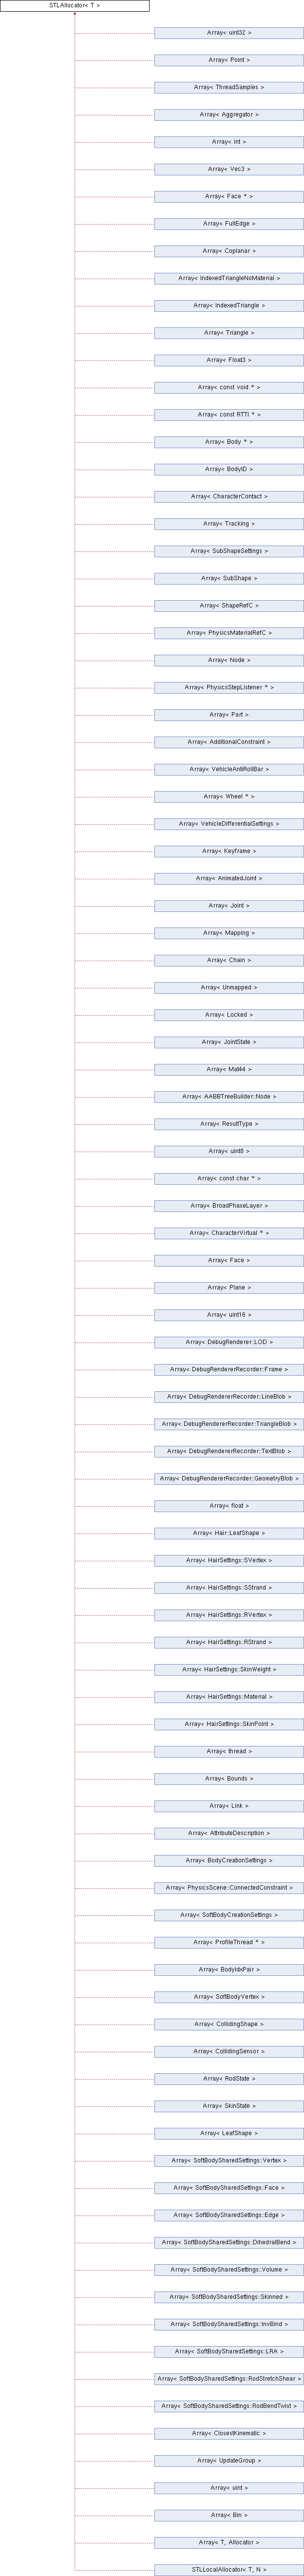 STLAllocator< T >
Array< uint32 >
Array< Point >
Array< ThreadSamples >
Array< Aggregator >
Array< int >
Array< Vec3 >
Array< Face * >
Array< FullEdge >
Array< Coplanar >
Array< IndexedTriangleNoMaterial >
Array< IndexedTriangle >
Array< Triangle >
Array< Float3 >
Array< const void * >
Array< const RTTI * >
Array< Body * >
Array< BodyID >
Array< CharacterContact >
Array< Tracking >
Array< SubShapeSettings >
Array< SubShape >
Array< ShapeRefC >
Array< PhysicsMaterialRefC >
Array< Node >
Array< PhysicsStepListener * >
Array< Part >
Array< AdditionalConstraint >
Array< VehicleAntiRollBar >
Array< Wheel * >
Array< VehicleDifferentialSettings >
Array< Keyframe >
Array< AnimatedJoint >
Array< Joint >
Array< Mapping >
Array< Chain >
Array< Unmapped >
Array< Locked >
Array< JointState >
Array< Mat44 >
Array< AABBTreeBuilder::Node >
Array< ResultType >
Array< uint8 >
Array< const char * >
Array< BroadPhaseLayer >
Array< CharacterVirtual * >
Array< Face >
Array< Plane >
Array< uint16 >
Array< DebugRenderer::LOD >
Array< DebugRendererRecorder::Frame >
Array< DebugRendererRecorder::LineBlob >
Array< DebugRendererRecorder::TriangleBlob >
Array< DebugRendererRecorder::TextBlob >
Array< DebugRendererRecorder::GeometryBlob >
Array< float >
Array< Hair::LeafShape >
Array< HairSettings::SVertex >
Array< HairSettings::SStrand >
Array< HairSettings::RVertex >
Array< HairSettings::RStrand >
Array< HairSettings::SkinWeight >
Array< HairSettings::Material >
Array< HairSettings::SkinPoint >
Array< thread >
Array< Bounds >
Array< Link >
Array< AttributeDescription >
Array< BodyCreationSettings >
Array< PhysicsScene::ConnectedConstraint >
Array< SoftBodyCreationSettings >
Array< ProfileThread * >
Array< BodyIdxPair >
Array< SoftBodyVertex >
Array< CollidingShape >
Array< CollidingSensor >
Array< RodState >
Array< SkinState >
Array< LeafShape >
Array< SoftBodySharedSettings::Vertex >
Array< SoftBodySharedSettings::Face >
Array< SoftBodySharedSettings::Edge >
Array< SoftBodySharedSettings::DihedralBend >
Array< SoftBodySharedSettings::Volume >
Array< SoftBodySharedSettings::Skinned >
Array< SoftBodySharedSettings::InvBind >
Array< SoftBodySharedSettings::LRA >
Array< SoftBodySharedSettings::RodStretchShear >
Array< SoftBodySharedSettings::RodBendTwist >
Array< ClosestKinematic >
Array< UpdateGroup >
Array< uint >
Array< Bin >
Array< T, Allocator >
STLLocalAllocator< T, N >